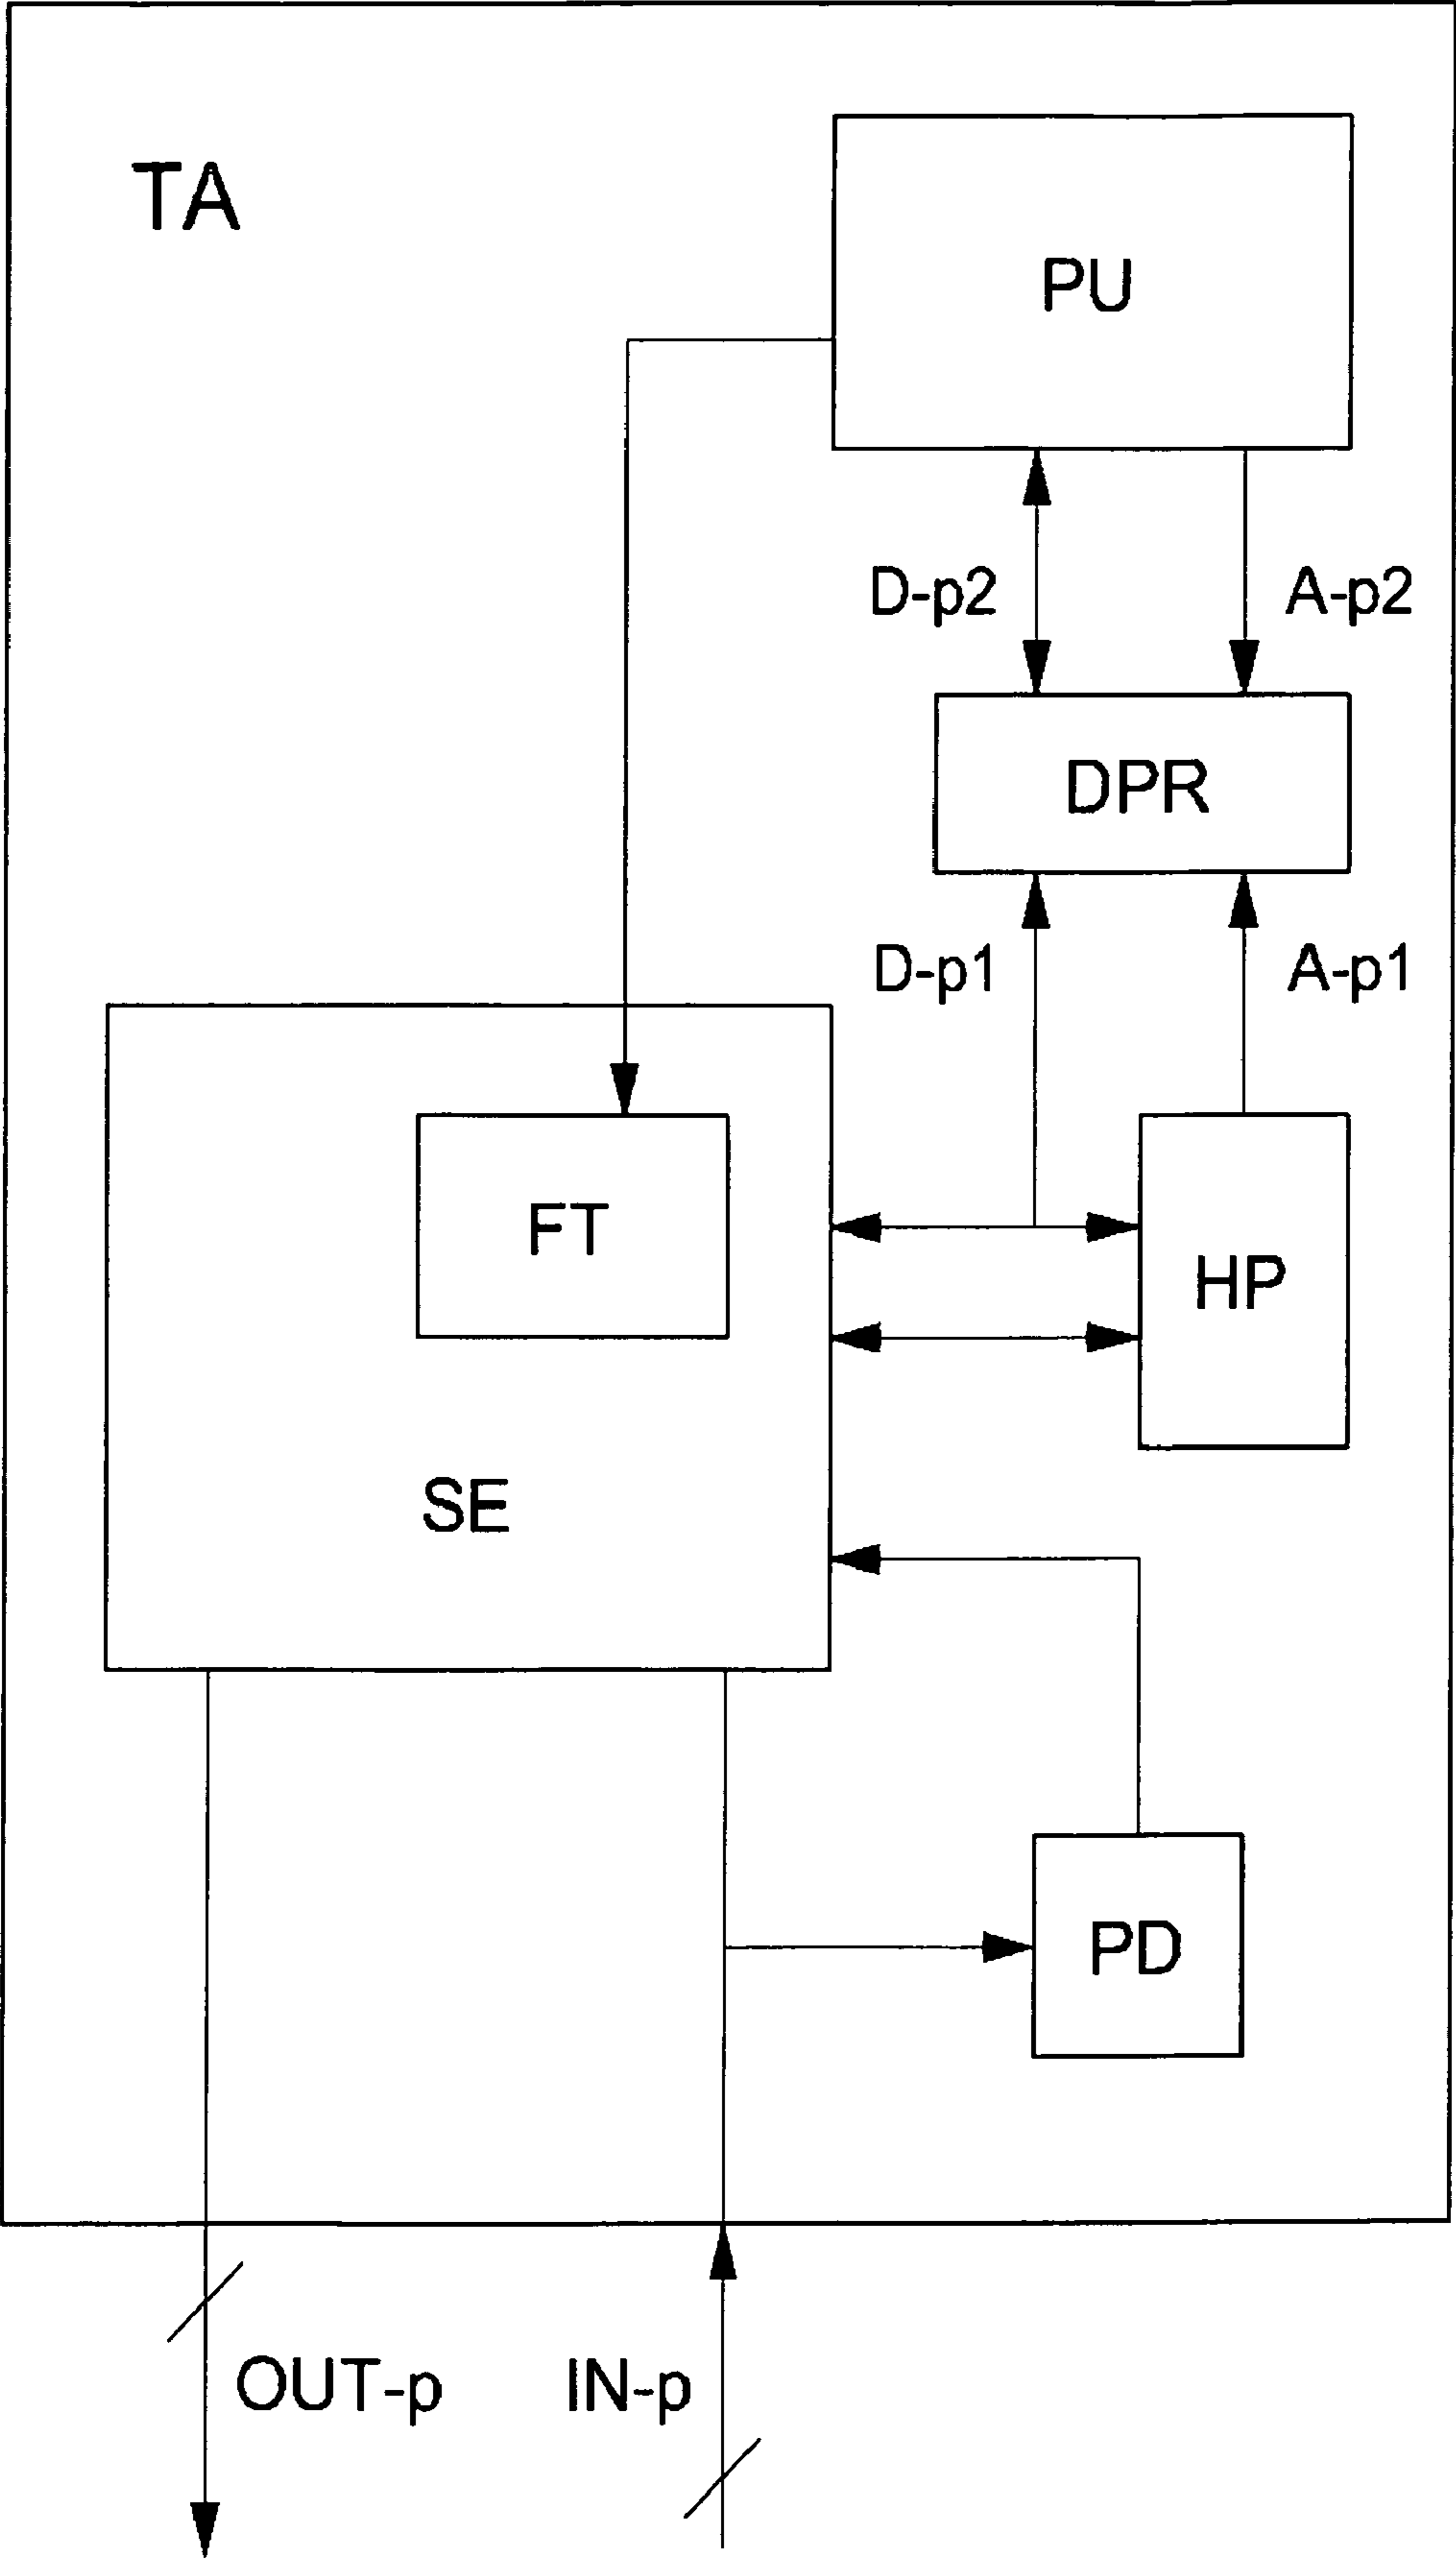 TA
PU
D-p2
A-p2
DPR
D-p1
A-p1
FT
HP
SE
PD
OUT-p
IN-p